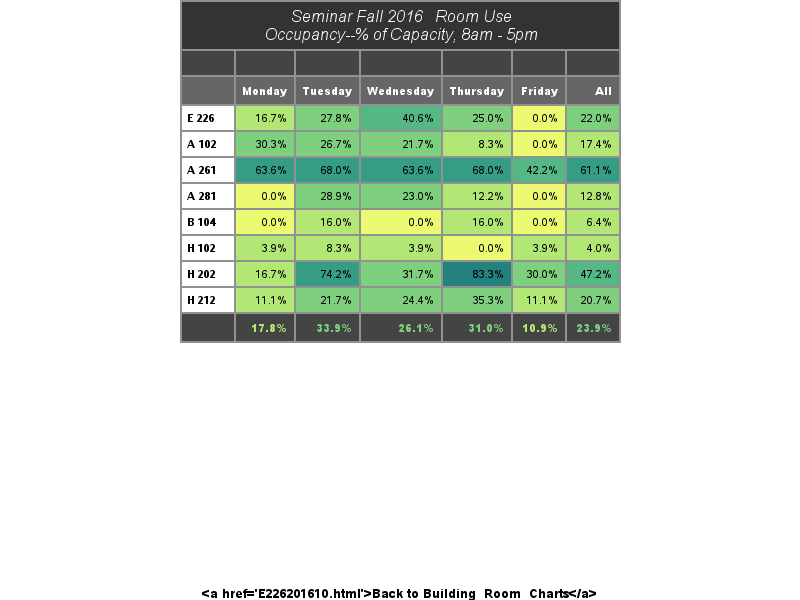 Seminar Fall 2016   Room Use
Occupancy--% of Capacity, 8am - 5pm
Monday Tuesday Wednesday Thursday Friday All
E 226 16.7% 27.8% 40.6% 25.0% 0.0% 22.0%
A 102 30.3% 26.7% 21.7% 8.3% 0.0% 17.4%
A 261 63.6% 68.0% 63.6% 68.0% 42.2% 61.1%
A 281 0.0% 28.9% 23.0% 12.2% 0.0% 12.8%
B 104 0.0% 16.0% 0.0% 16.0% 0.0% 6.4%
H 102 3.9% 8.3% 3.9% 0.0% 3.9% 4.0%
H 202 16.7% 74.2% 31.7% 83.3% 30.0% 47.2%
H 212 11.1% 21.7% 24.4% 35.3% 11.1% 20.7%
17.8% 33.9% 26.1% 31.0% 10.9% 23.9%
<a href='E226201610.html'>Back to Building  Room  Charts</a>